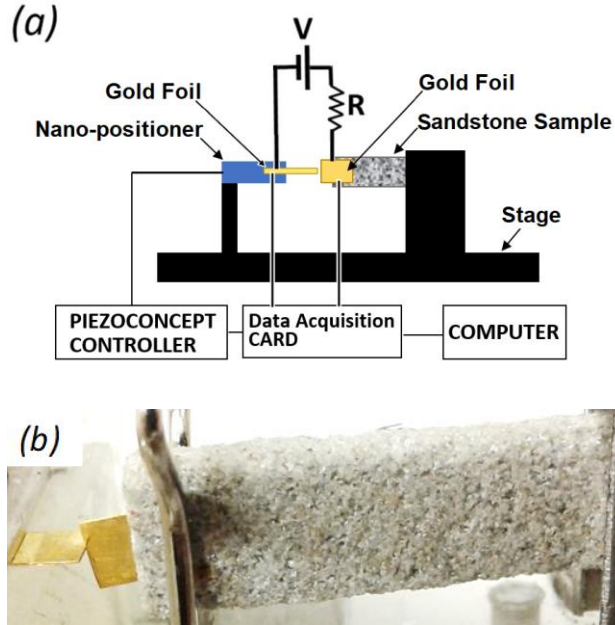 (a)
V
Gold Foil
Gold Foil
R
Nano-positioner
Sandstone Sample
Stage
PIEZOCONCEPT
CONTROLLER
Data Acquisition
CARD
COMPUTER
(b)